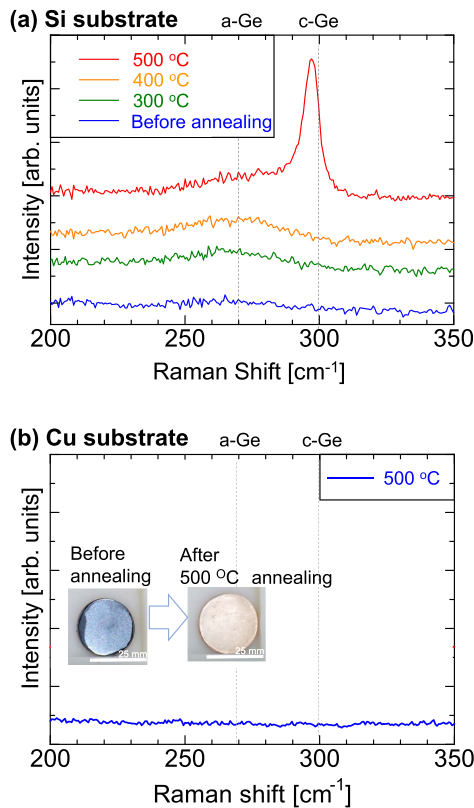 (a) Si substrate
a-Ge
c-Ge
500 °C
400 °C
300 °C
Before annealing
Intensity [arb. units]
200
250
300
350
Raman Shift [cm⁻¹]
(b) Cu substrate
a-Ge
c-Ge
500 °C
Before
annealing
After
500 °C annealing
25 mm
25 mm
Intensity [arb. units]
200
250
300
350
Raman shift [cm⁻¹]